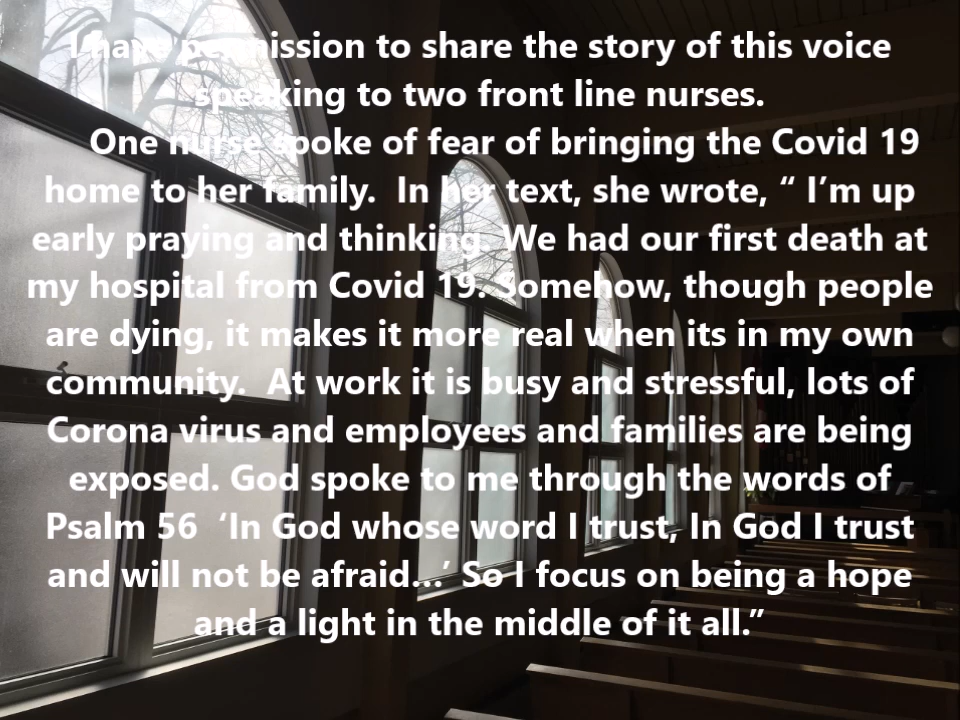 I have permission to share the story of this voice
speaking to two front line nurses.
One nurse spoke of fear of bringing the Covid 19
home to her family.  In her text, she wrote, “ I’m up
early praying and thinking. We had our first death at
my hospital from Covid 19. Somehow, though people
are dying, it makes it more real when its in my own
community.  At work it is busy and stressful, lots of
Corona virus and employees and families are being
exposed. God spoke to me through the words of
Psalm 56  ‘In God whose word I trust, In God I trust
and will not be afraid…’ So I focus on being a hope
and a light in the middle of it all.”